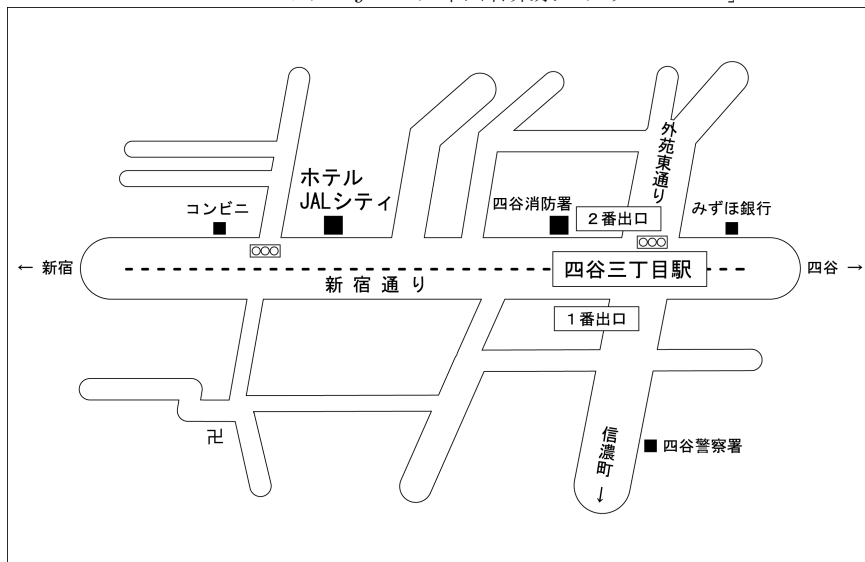 外苑東通り
ホテル
JALシティ
コンビニ
四谷消防署
２番出口
みずほ銀行
← 新宿
四谷三丁目駅
四谷 →
新宿通り
１番出口
信濃町
↓
四谷警察署
卍